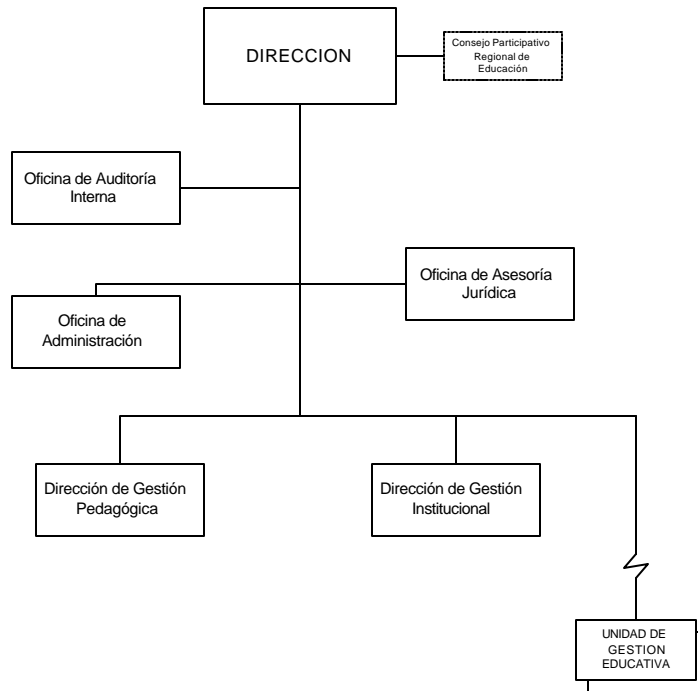 DIRECCION
Consejo Participativo
Regional de
Educación
Oficina de Auditoría
Interna
Oficina de Asesoría
Jurídica
Oficina de
Administración
Dirección de Gestión
Pedagógica
Dirección de Gestión
Institucional
UNIDAD DE
GESTION
EDUCATIVA